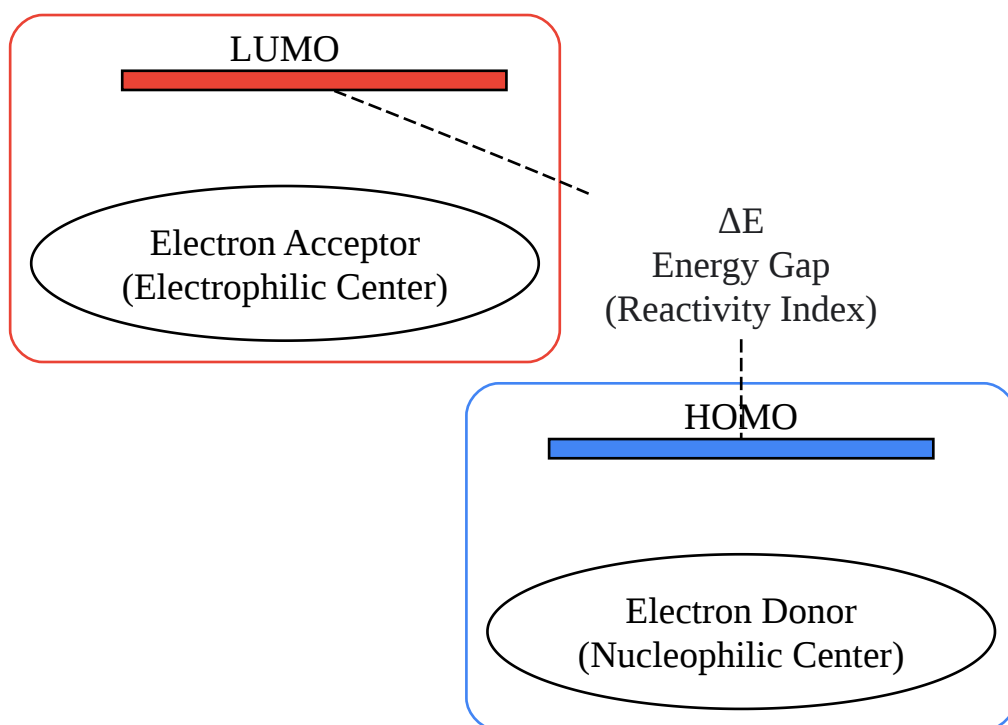 LUMO
Electron Acceptor
(Electrophilic Center)
ΔE
Energy Gap
(Reactivity Index)
HOMO
Electron Donor
(Nucleophilic Center)